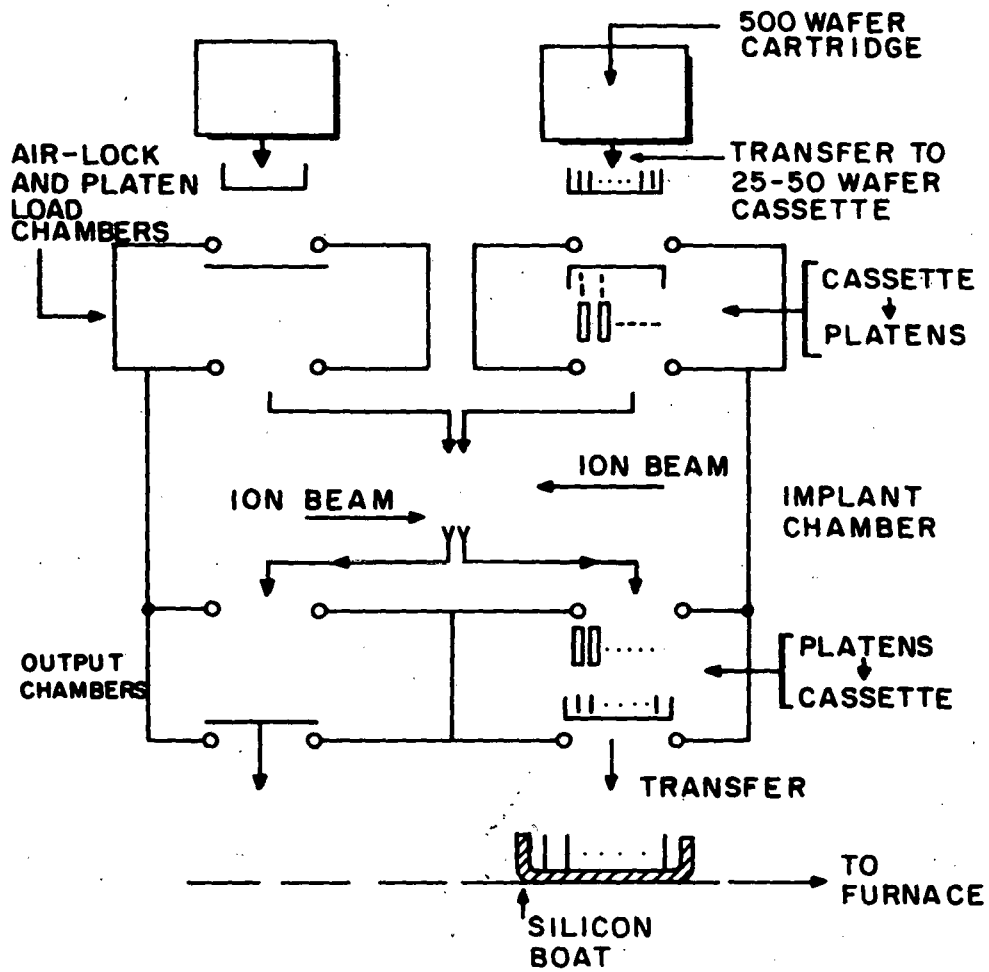 500 WAFER
CARTRIDGE
AIR-LOCK
AND PLATEN
LOAD
CHAMBERS
TRANSFER TO
25-50 WAFER
CASSETTE
CASSETTE
PLATENS
ION BEAM
ION BEAM
IMPLANT
CHAMBER
OUTPUT
CHAMBERS
PLATENS
CASSETTE
TRANSFER
TO
FURNACE
SILICON
BOAT